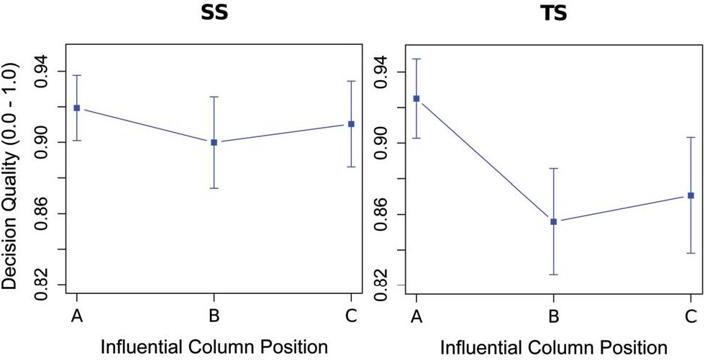 SS
TS
Decision Quality (0.0 - 1.0)
0.94
0.90
0.86
0.82
A
B
C
Influential Column Position
0.94
0.90
0.86
0.82
A
B
C
Influential Column Position